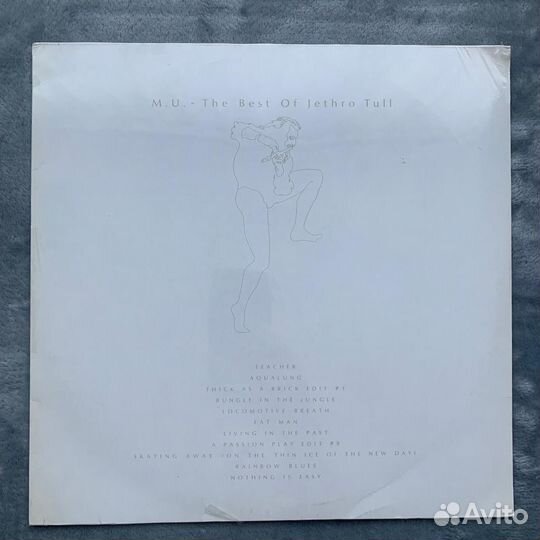 M.U. - The Best Of Jethro Tull
TEACHER
AQUALUNG
THICK AS A BRICK EDIT #1
BUNGLE IN THE JUNGLE
LOCOMOTIVE BREATH
FAT MAN
LIVING IN THE PAST
A PASSION PLAY EDIT #8
SKATING AWAY (ON THE THIN ICE OF THE NEW DAY)
RAINBOW BLUES
NOTHING IS EASY
Avito